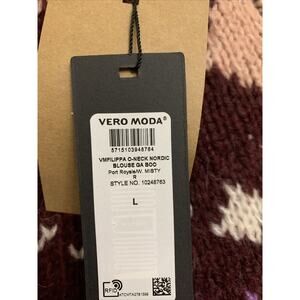 VERO MODA®
5715103948764
VMFILIPPA O-NECK NORDIC
BLOUSE GA BOO
Port Royale/W. MISTY
R
STYLE NO. 10248763
L
RFID